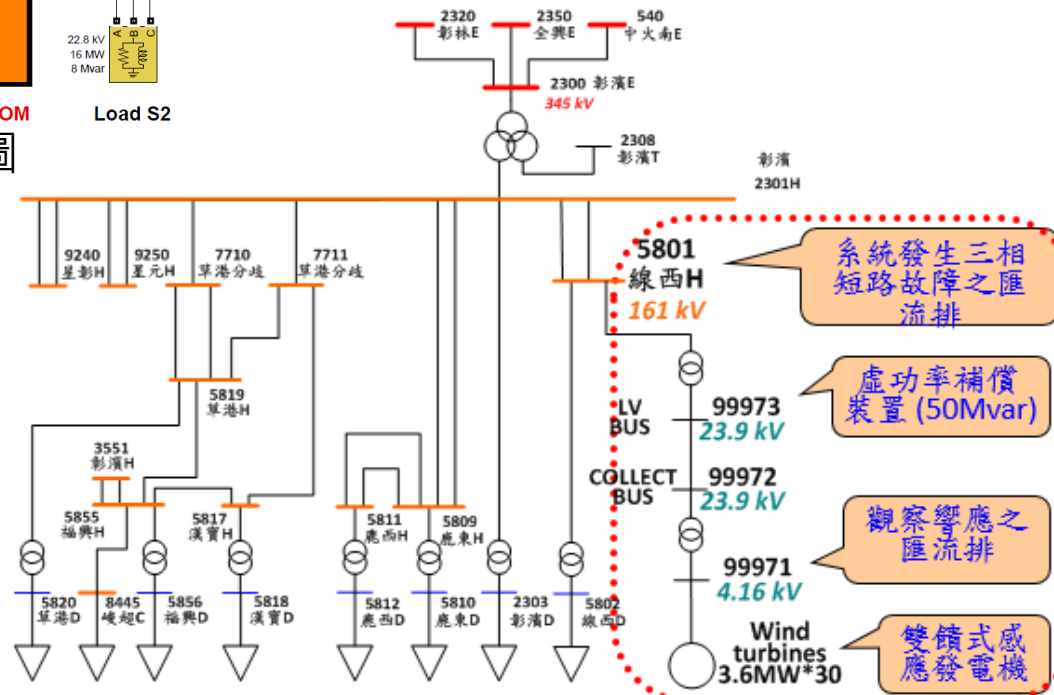 22.8 kV
16 MW
8 Mvar
A B C
OM
Load S2
圖
2320
彰林E
2350
全興E
540
中火南E
2300 彰濱E
345 kV
2308
彰濱T
彰濱
2301H
9240
星彰H
9250
星元H
7710
草港分歧
7711
草港分歧
5801
線西H
161 kV
系統發生三相
短路故障之匯
流排
5819
草港H
LV
BUS
99973
23.9 kV
虛功率補償
裝置 (50Mvar)
3551
彰濱H
COLLECT
BUS
99972
23.9 kV
5855
福興H
5817
漢寶H
5811
鹿西H
5809
鹿東H
觀察響應之
匯流排
99971
4.16 kV
5820
草港D
8445
峻超C
5856
福興D
5818
漢寶D
5812
鹿西D
5810
鹿東D
2303
彰濱D
5802
線西D
Wind
turbines
3.6MW*30
雙饋式感
應發電機